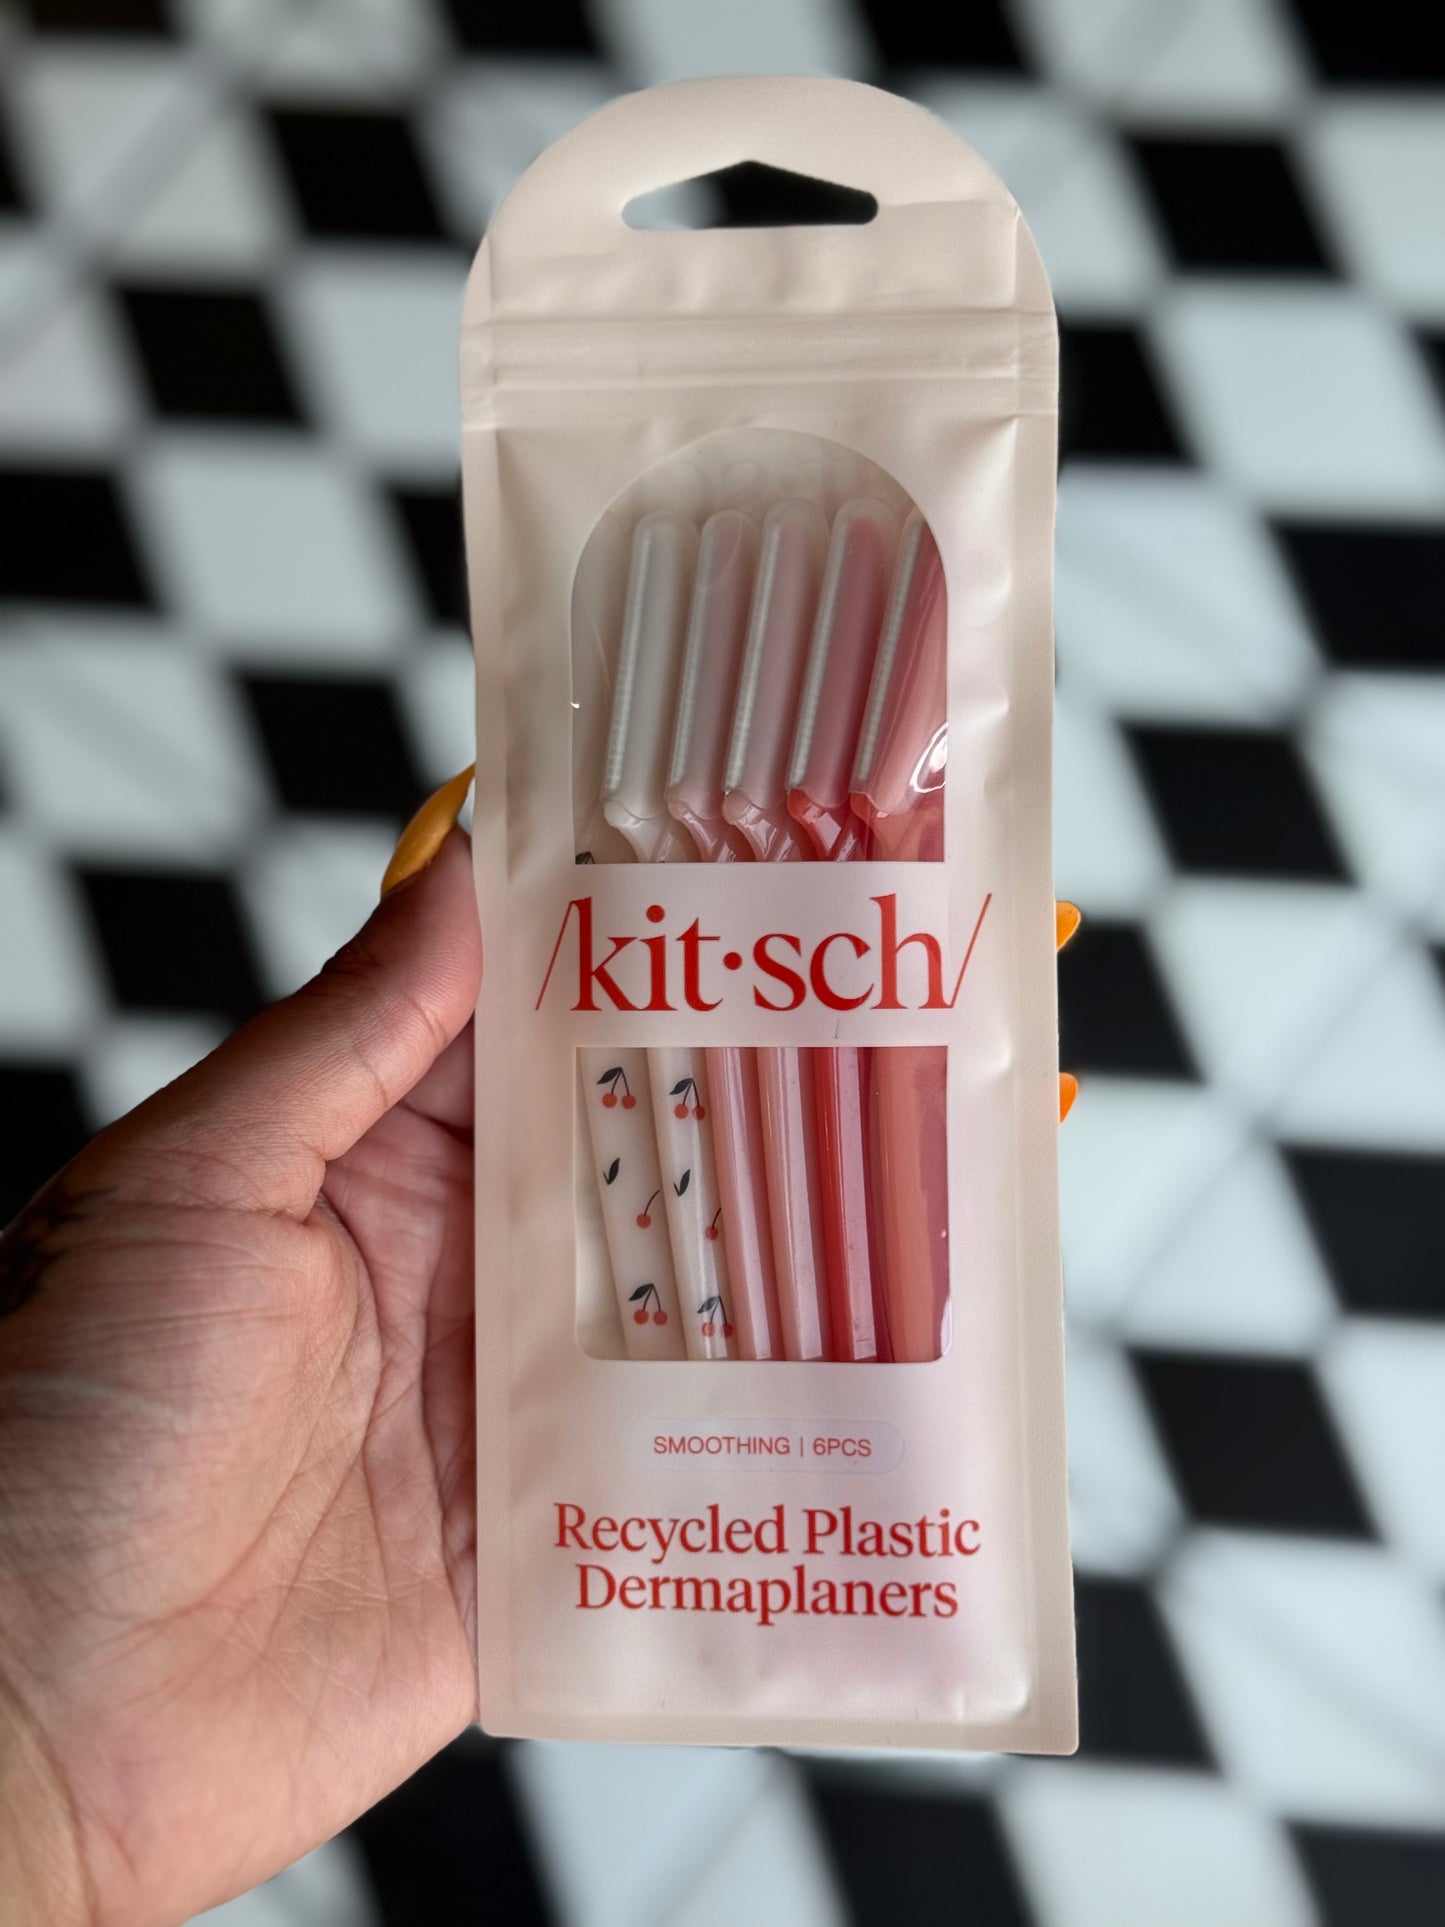 /kit·sch/
SMOOTHING | 6PCS
Recycled Plastic
Dermaplaners